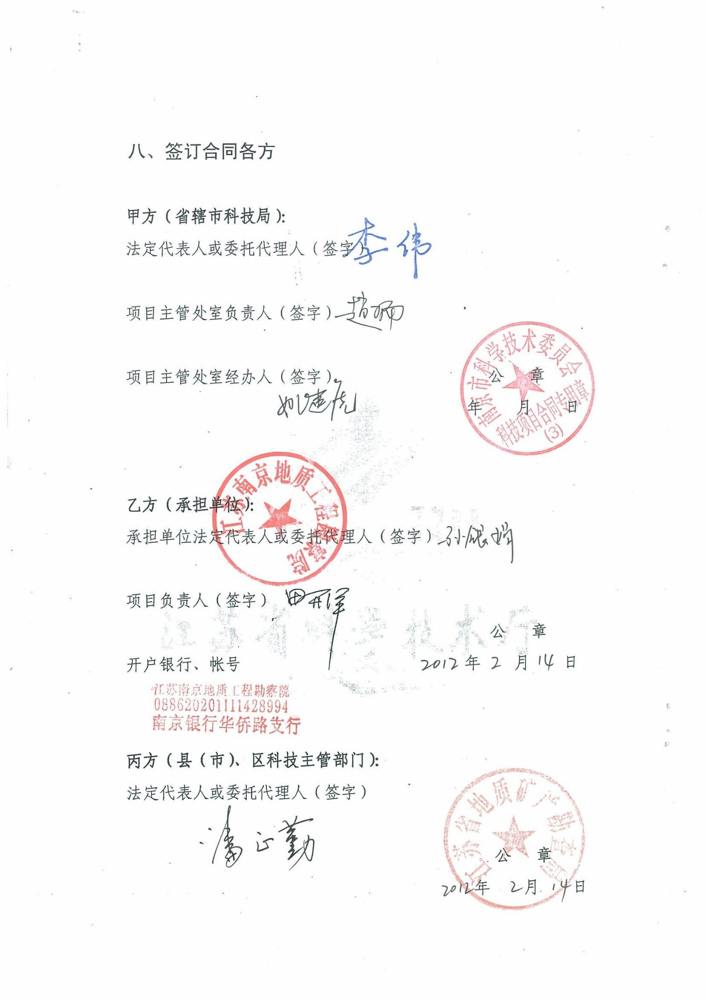 八、签订合同各方
甲方（省辖市科技局）：
法定代表人或委托代理人（签字）李伟
项目主管处室负责人（签字）赵
项目主管处室经办人（签字）
姚建虎
南京市科学技术委员会
科技项目合同专用章
(3)
公 章
年 月 日
江苏南京地质工程勘察院
乙方（承担单位）：
承担单位法定代表人或委托代理人（签字）孙银娟
项目负责人（签字）田开洋
江苏省科学技术厅
公 章
开户银行、帐号
2012年2月14日
江苏南京地质工程勘察院
088620201111428994
南京银行华侨路支行
丙方（县（市）、区科技主管部门）：
法定代表人或委托代理人（签字）
潘正勤
江苏省地质矿产勘查局
公 章
2012年2月14日